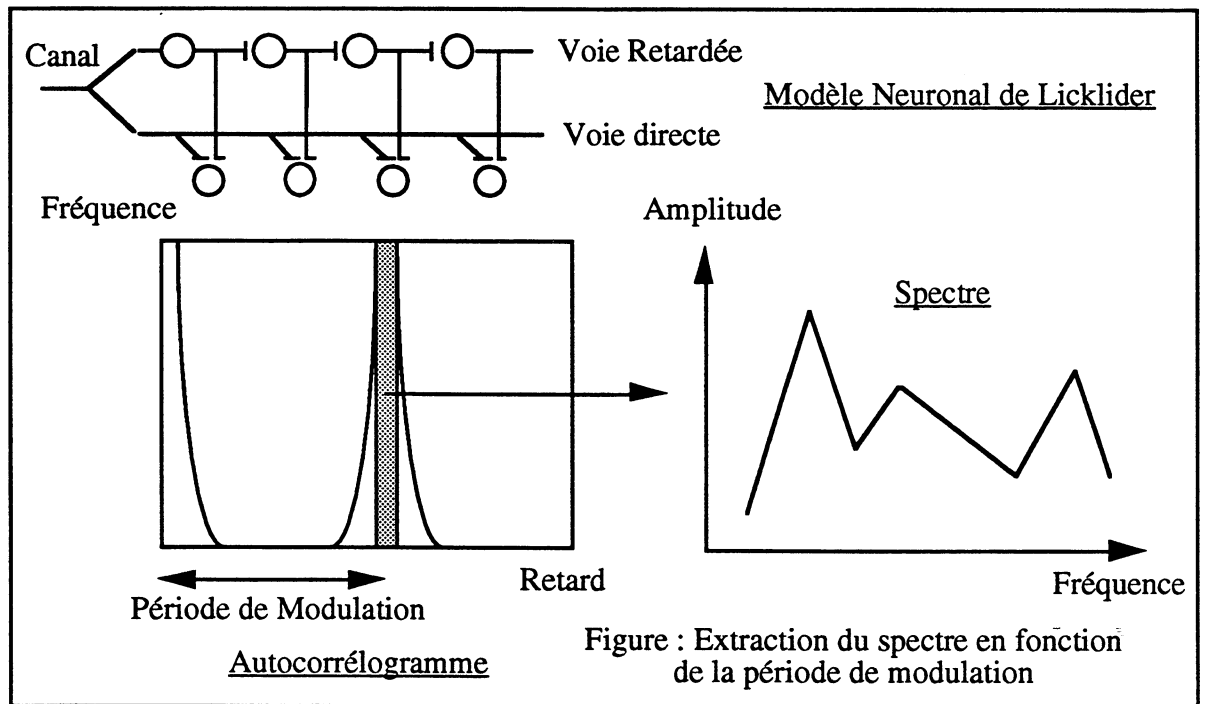 Canal
Voie Retardée
Modèle Neuronal de Licklider
Voie directe
Fréquence
Amplitude
Spectre
Retard
Fréquence
Période de Modulation
Autocorrélogramme
Figure : Extraction du spectre en fonction
de la période de modulation